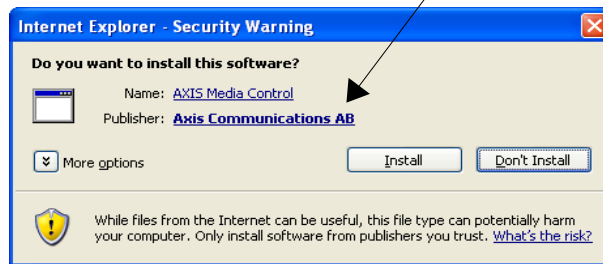 Internet Explorer - Security Warning
Do you want to install this software?
Name: AXIS Media Control
Publisher: Axis Communications AB
More options
Install
Don't Install
While files from the Internet can be useful, this file type can potentially harm
your computer. Only install software from publishers you trust. What's the risk?